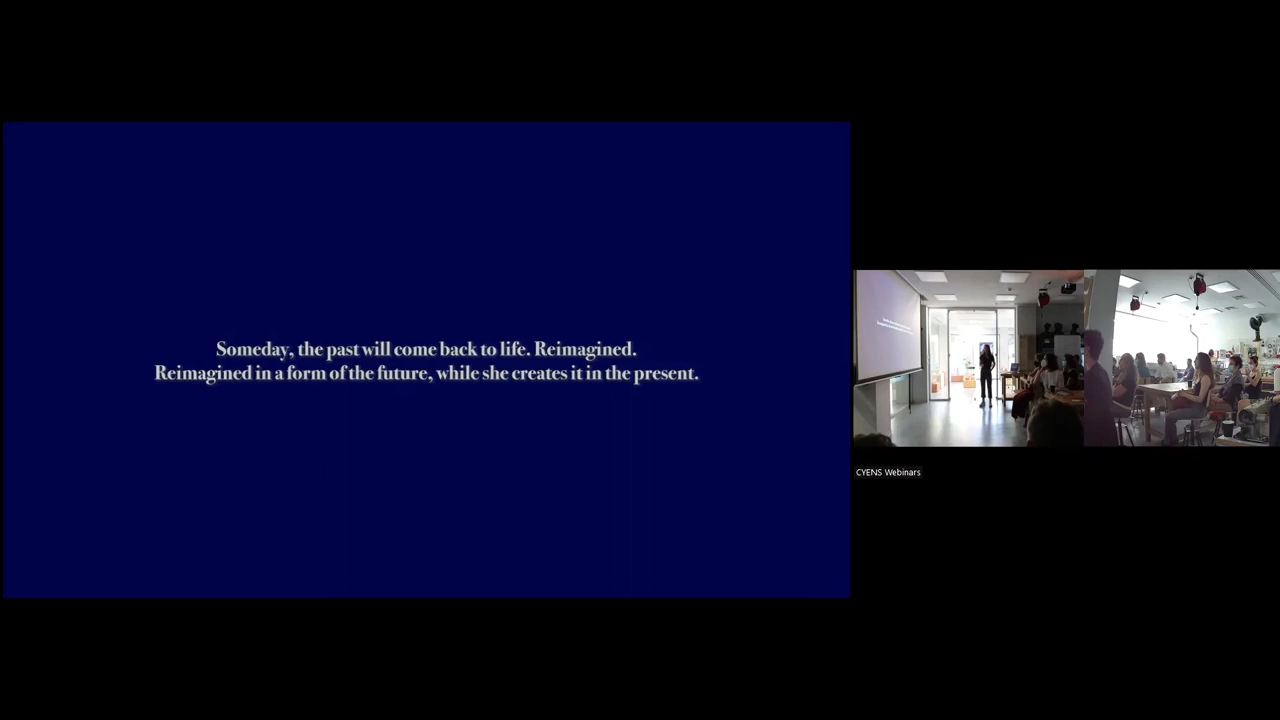 Someday, the past will come back to life. Reimagined.
Reimagined in a form of the future, while she creates it in the present.
CYENS Webinars